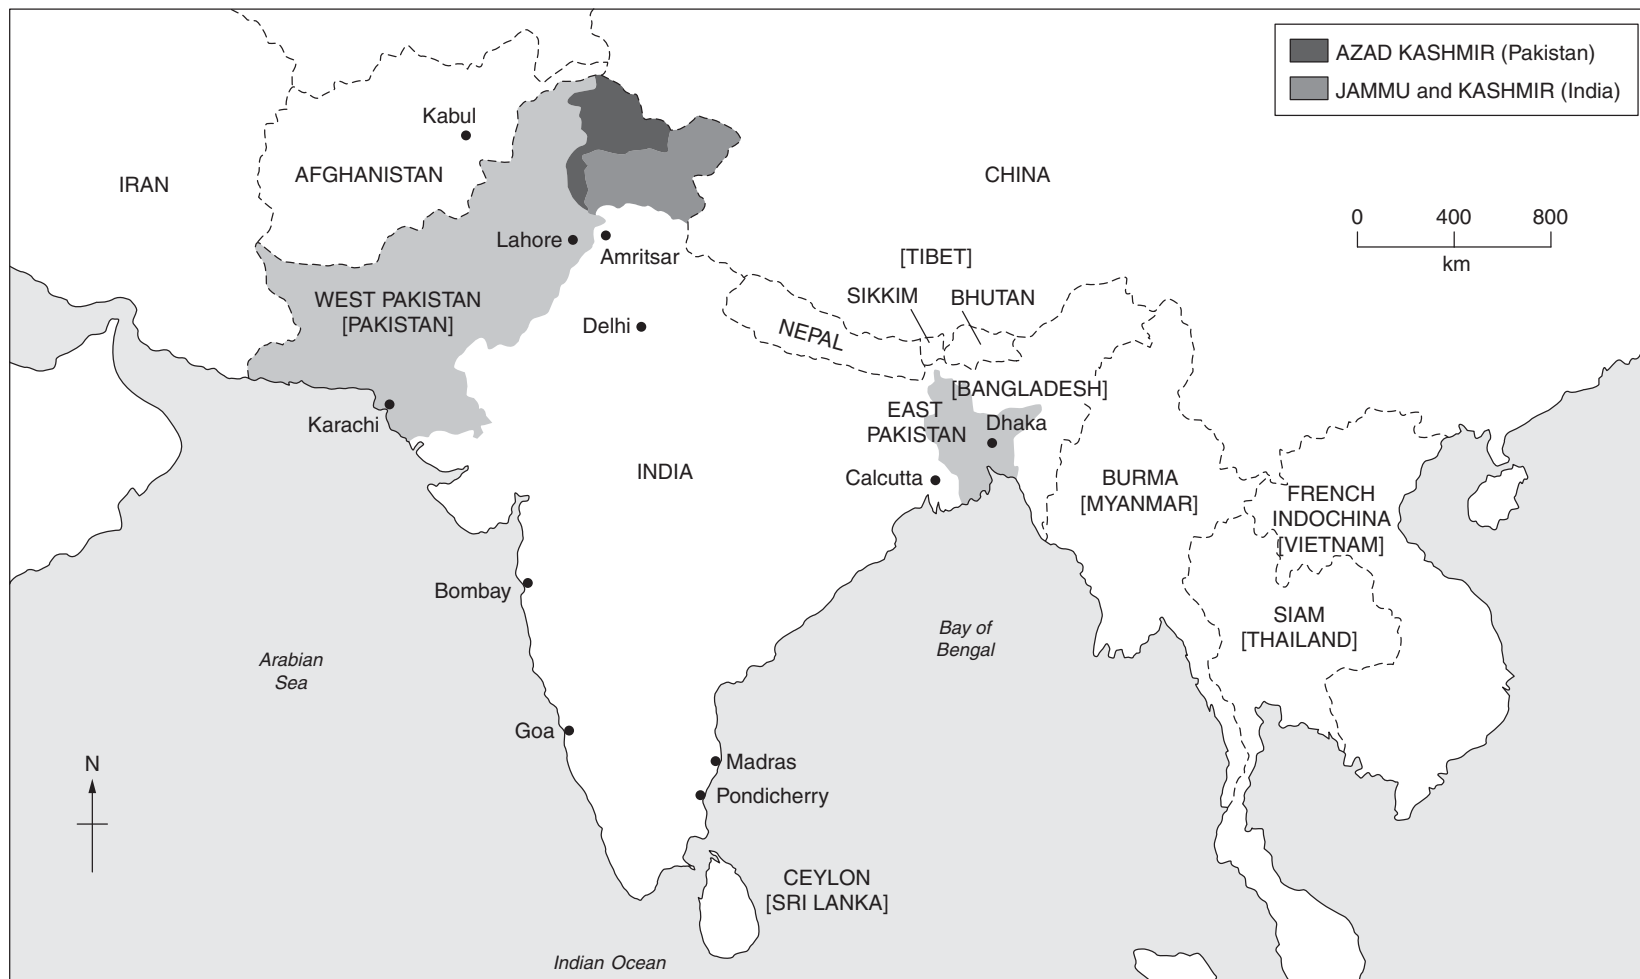 AZAD KASHMIR (Pakistan)
JAMMU and KASHMIR (India)
Kabul
AFGHANISTAN
IRAN
CHINA
0 400 800
km
Lahore
Amritsar
[TIBET]
SIKKIM
BHUTAN
WEST PAKISTAN
[PAKISTAN]
Delhi
NEPAL
[BANGLADESH]
EAST
PAKISTAN
Dhaka
Karachi
INDIA
Calcutta
BURMA
[MYANMAR]
FRENCH
INDOCHINA
[VIETNAM]
Bombay
SIAM
[THAILAND]
Bay of
Bengal
Arabian
Sea
Goa
Madras
Pondicherry
N
CEYLON
[SRI LANKA]
Indian Ocean